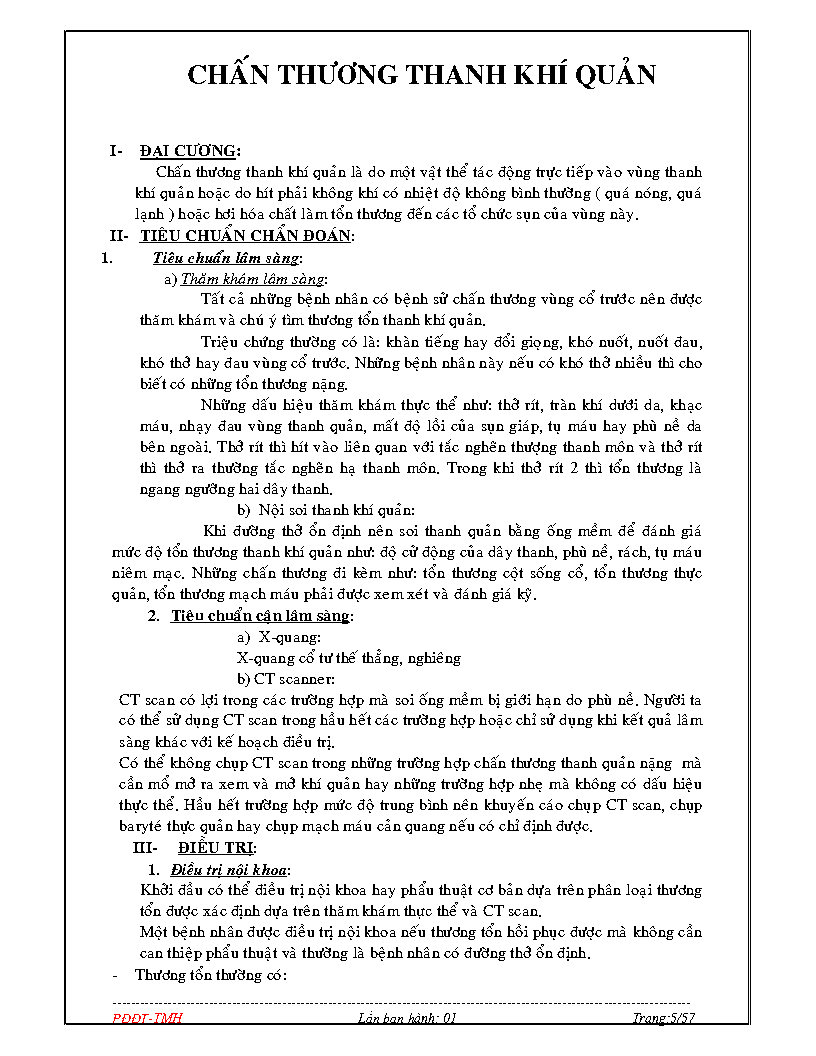 CHẤN THƯƠNG THANH KHÍ QUẢN
I- ĐẠI CƯƠNG:
Chấn thương thanh khí quản là do một vật thể tác động trực tiếp vào vùng thanh
khí quản hoặc do hít phải không khí có nhiệt độ không bình thường ( quá nóng, quá
lạnh ) hoặc hơi hóa chất làm tổn thương đến các tổ chức sụn của vùng này.
II- TIÊU CHUẨN CHẨN ĐOÁN:
1. Tiêu chuẩn lâm sàng:
a) Thăm khám lâm sàng:
Tất cả những bệnh nhân có bệnh sử chấn thương vùng cổ trước nên được
thăm khám và chú ý tìm thương tổn thanh khí quản.
Triệu chứng thường có là: khàn tiếng hay đổi giọng, khó nuốt, nuốt đau,
khó thở hay đau vùng cổ trước. Những bệnh nhân này nếu có khó thở nhiều thì cho
biết có những tổn thương nặng.
Những dấu hiệu thăm khám thực thể như: thở rít, tràn khí dưới da, khạc
máu, nhạy đau vùng thanh quản, mất độ lồi của sụn giáp, tụ máu hay phù nề da
bên ngoài. Thở rít thì hít vào liên quan với tắc nghẽn thượng thanh môn và thở rít
thì thở ra thường tắc nghẽn hạ thanh môn. Trong khi thở rít 2 thì tổn thương là
ngang ngưỡng hai dây thanh.
b) Nội soi thanh khí quản:
Khi đường thở ổn định nên soi thanh quản bằng ống mềm để đánh giá
mức độ tổn thương thanh khí quản như: độ cử động của dây thanh, phù nề, rách, tụ máu
niêm mạc. Những chấn thương đi kèm như: tổn thương cột sống cổ, tổn thương thực
quản, tổn thương mạch máu phải được xem xét và đánh giá kỹ.
2. Tiêu chuẩn cận lâm sàng:
a) X-quang:
X-quang cổ tư thế thẳng, nghiêng
b) CT scanner:
CT scan có lợi trong các trường hợp mà soi ống mềm bị giới hạn do phù nề. Người ta
có thể sử dụng CT scan trong hầu hết các trường hợp hoặc chỉ sử dụng khi kết quả lâm
sàng khác với kế hoạch điều trị.
Có thể không chụp CT scan trong những trường hợp chấn thương thanh quản nặng mà
cần mổ mở ra xem và mở khí quản hay những trường hợp nhẹ mà không có dấu hiệu
thực thể. Hầu hết trường hợp mức độ trung bình nên khuyến cáo chụp CT scan, chụp
baryté thực quản hay chụp mạch máu cản quang nếu có chỉ định được.
III- ĐIỀU TRỊ:
1. Điều trị nội khoa:
Khởi đầu có thể điều trị nội khoa hay phẩu thuật cơ bản dựa trên phân loại thương
tổn được xác định dựa trên thăm khám thực thể và CT scan.
Một bệnh nhân được điều trị nội khoa nếu thương tổn hồi phục được mà không cần
can thiệp phẩu thuật và thường là bệnh nhân có đường thở ổn định.
- Thương tổn thường có:
PĐĐT-TMH Lần ban hành: 01 Trang:5/57